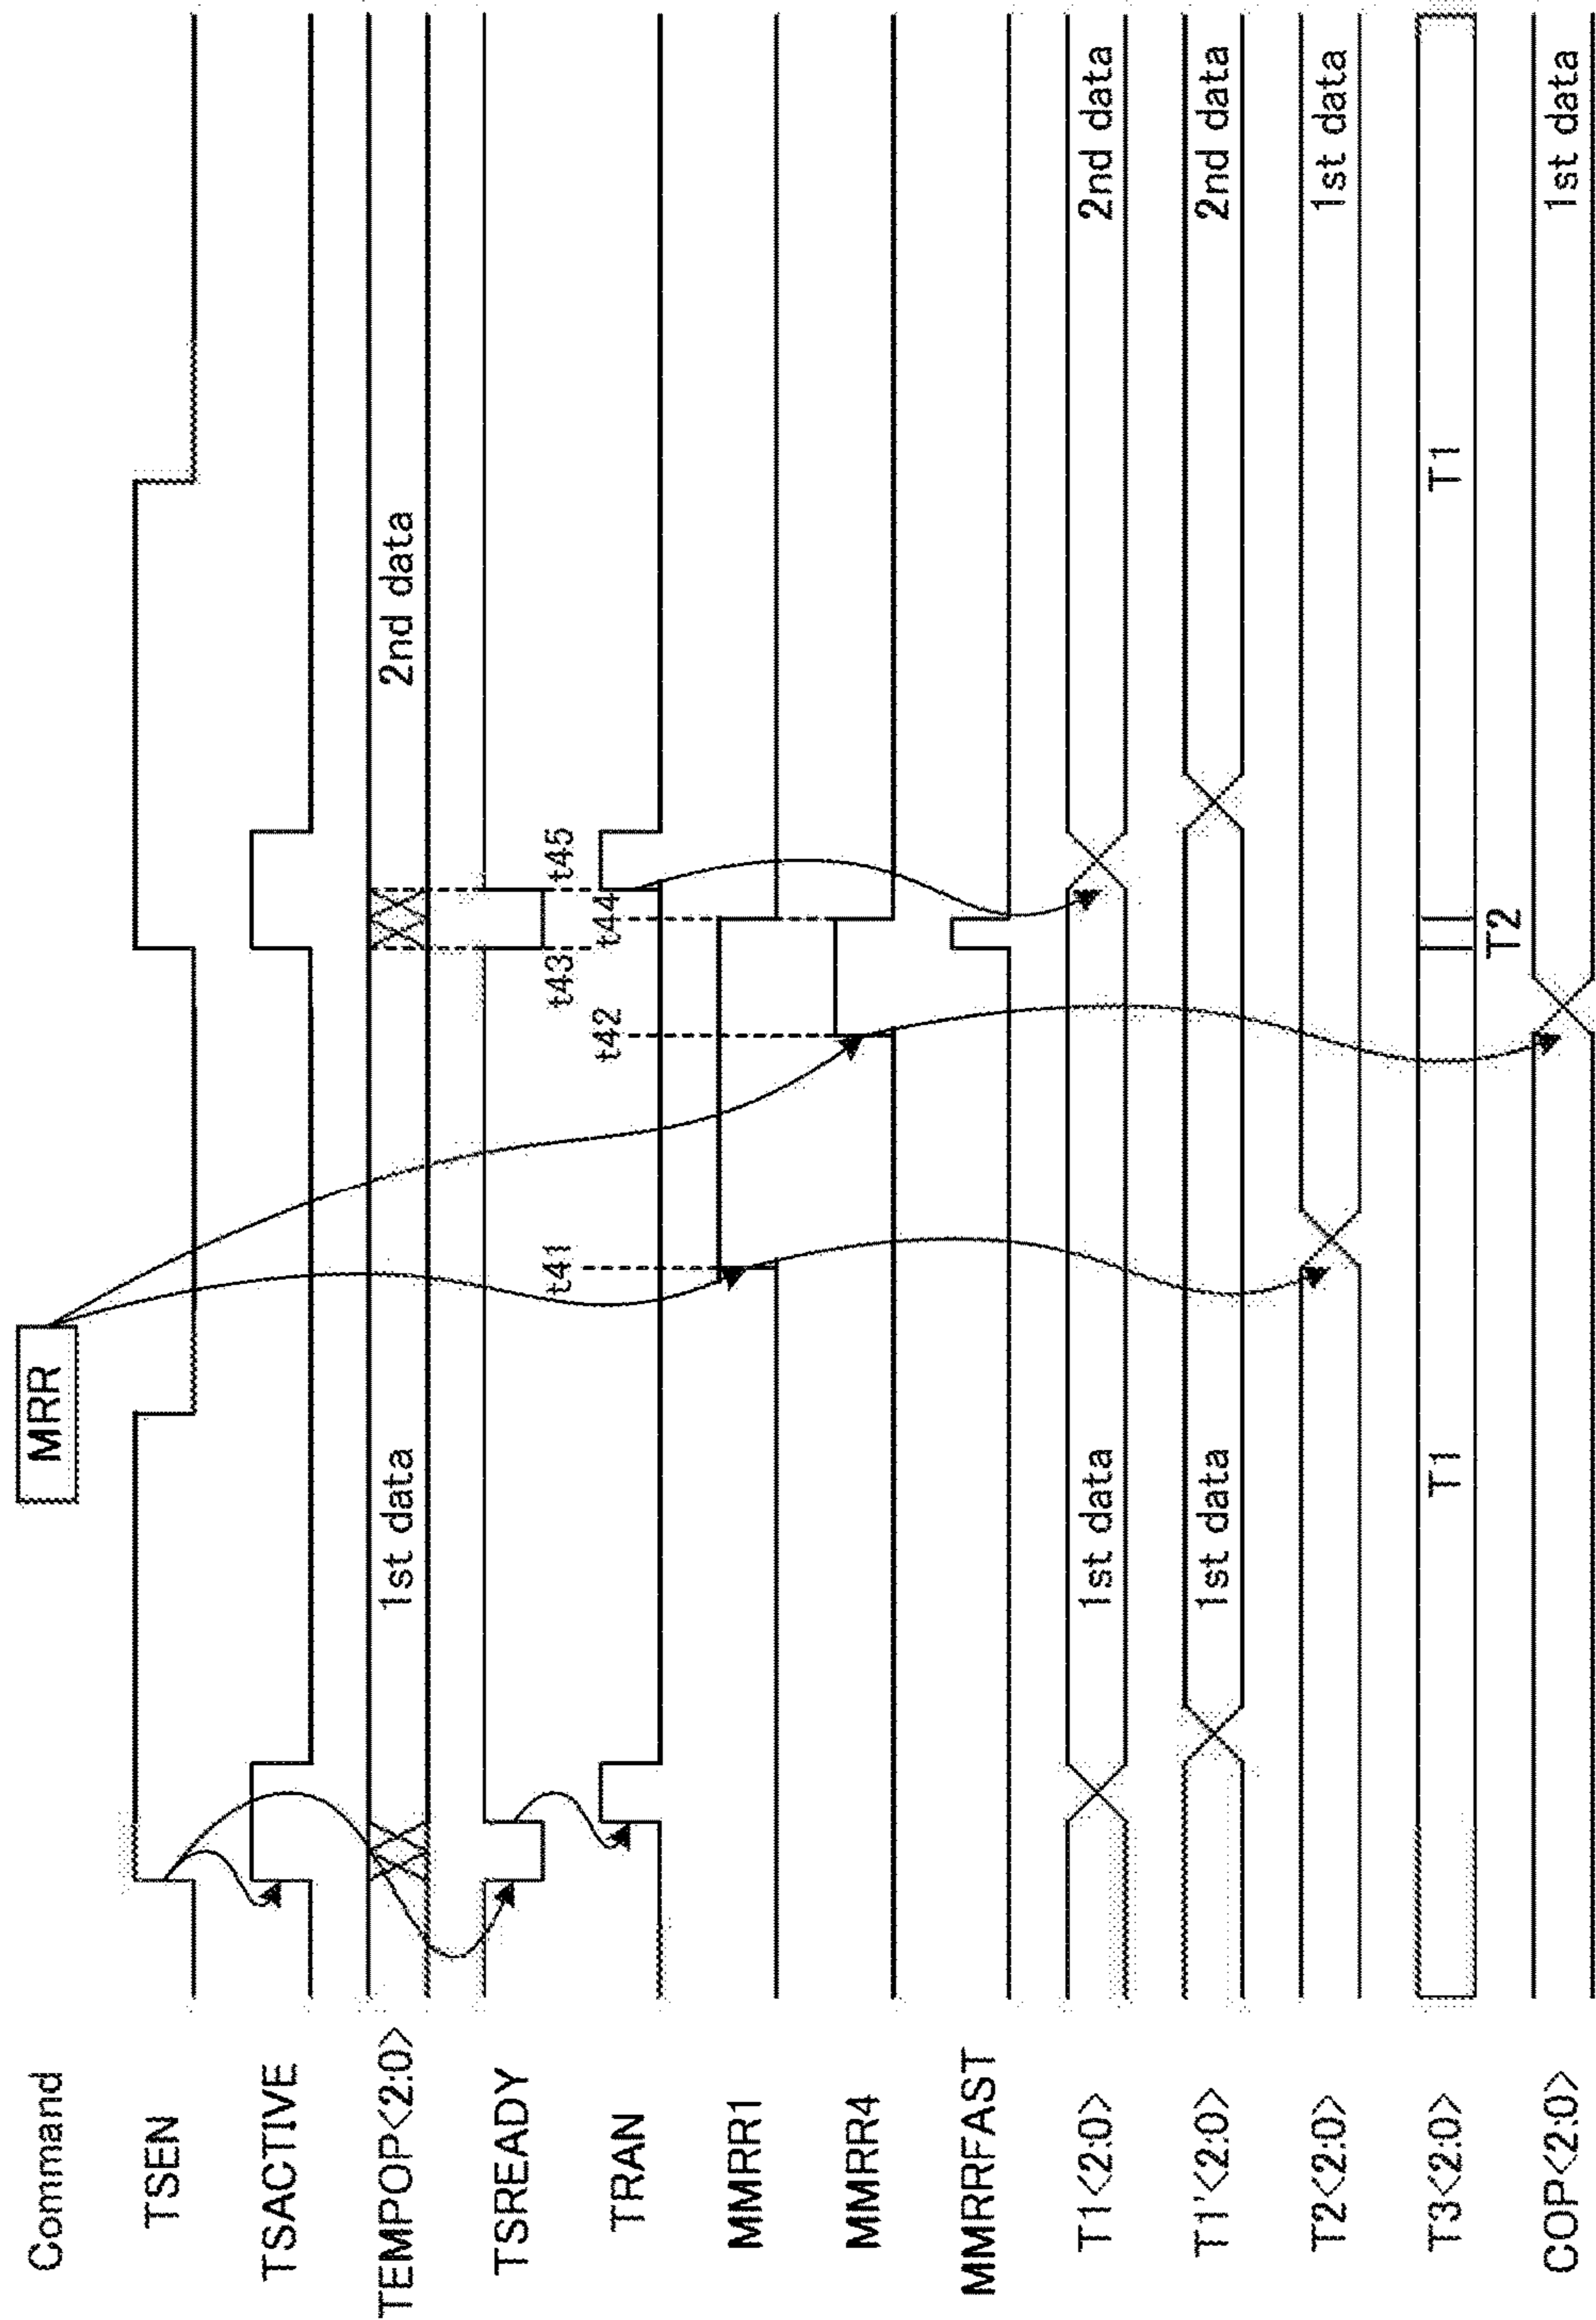 Command
MRR
TSEN
TSACTIVE
TEMPOP<2:0>
1st data
2nd data
TSREADY
t41
t42
t43
t44
t45
TRAN
MMRR1
MMRR4
MMRRFAST
T1<2:0>
1st data
2nd data
T1'<2:0>
1st data
2nd data
T2<2:0>
1st data
T3<2:0>
T1
T2
T1
COP<2:0>
1st data